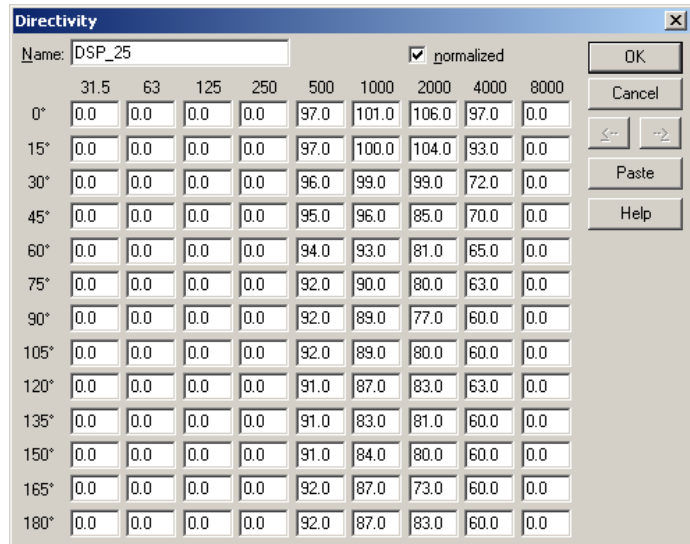 Directivity
Name: DSP_25 normalized OK
31.5 63 125 250 500 1000 2000 4000 8000 Cancel
0° 0.0 0.0 0.0 0.0 97.0 101.0 106.0 97.0 0.0
<-- -->
15° 0.0 0.0 0.0 0.0 97.0 100.0 104.0 93.0 0.0
30° 0.0 0.0 0.0 0.0 96.0 99.0 99.0 72.0 0.0 Paste
45° 0.0 0.0 0.0 0.0 95.0 96.0 85.0 70.0 0.0 Help
60° 0.0 0.0 0.0 0.0 94.0 93.0 81.0 65.0 0.0
75° 0.0 0.0 0.0 0.0 92.0 90.0 80.0 63.0 0.0
90° 0.0 0.0 0.0 0.0 92.0 89.0 77.0 60.0 0.0
105° 0.0 0.0 0.0 0.0 92.0 89.0 80.0 60.0 0.0
120° 0.0 0.0 0.0 0.0 91.0 87.0 83.0 63.0 0.0
135° 0.0 0.0 0.0 0.0 91.0 83.0 81.0 60.0 0.0
150° 0.0 0.0 0.0 0.0 91.0 84.0 80.0 60.0 0.0
165° 0.0 0.0 0.0 0.0 92.0 87.0 73.0 60.0 0.0
180° 0.0 0.0 0.0 0.0 92.0 87.0 83.0 60.0 0.0